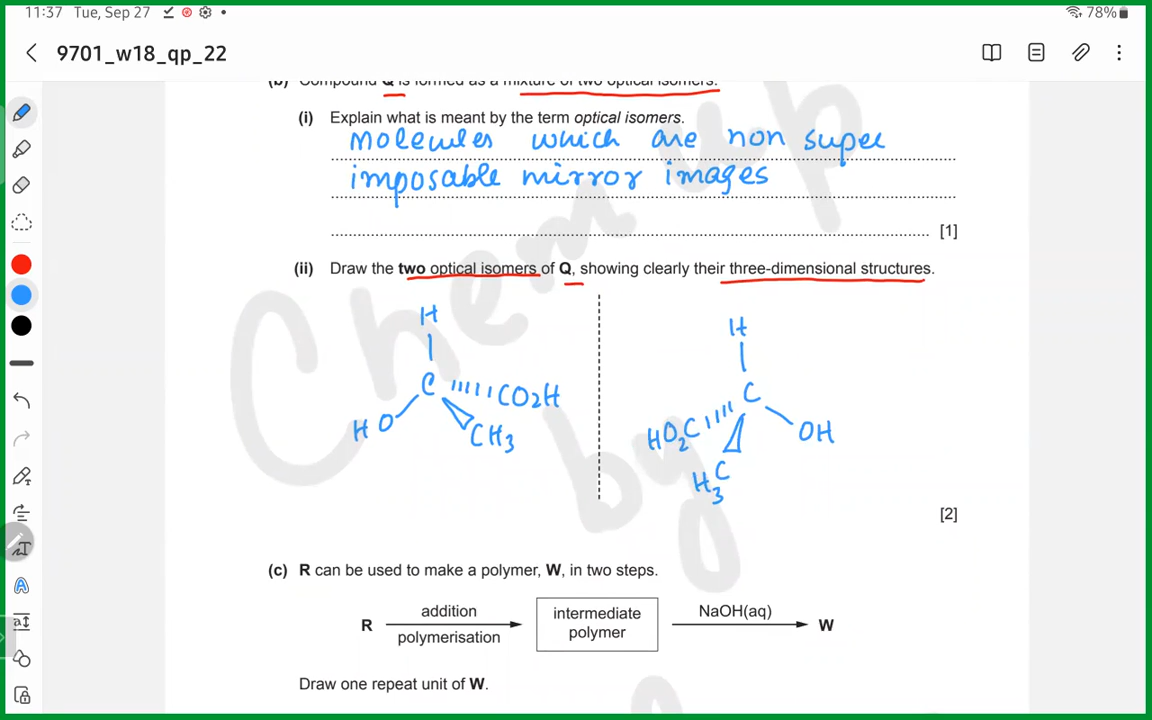 11:37 Tue, Sep 27
78%
9701_w18_qp_22
(b) Compound Q is formed as a mixture of two optical isomers.
(i) Explain what is meant by the term optical isomers.
molecules which are non super
imposable mirror images
[1]
(ii) Draw the two optical isomers of Q, showing clearly their three-dimensional structures.
H
C
CO2H
HO
CH3
H
C
HO2C
OH
H3C
[2]
(c) R can be used to make a polymer, W, in two steps.
R
addition
polymerisation
intermediate
polymer
NaOH(aq)
W
Draw one repeat unit of W.
Chem up
by